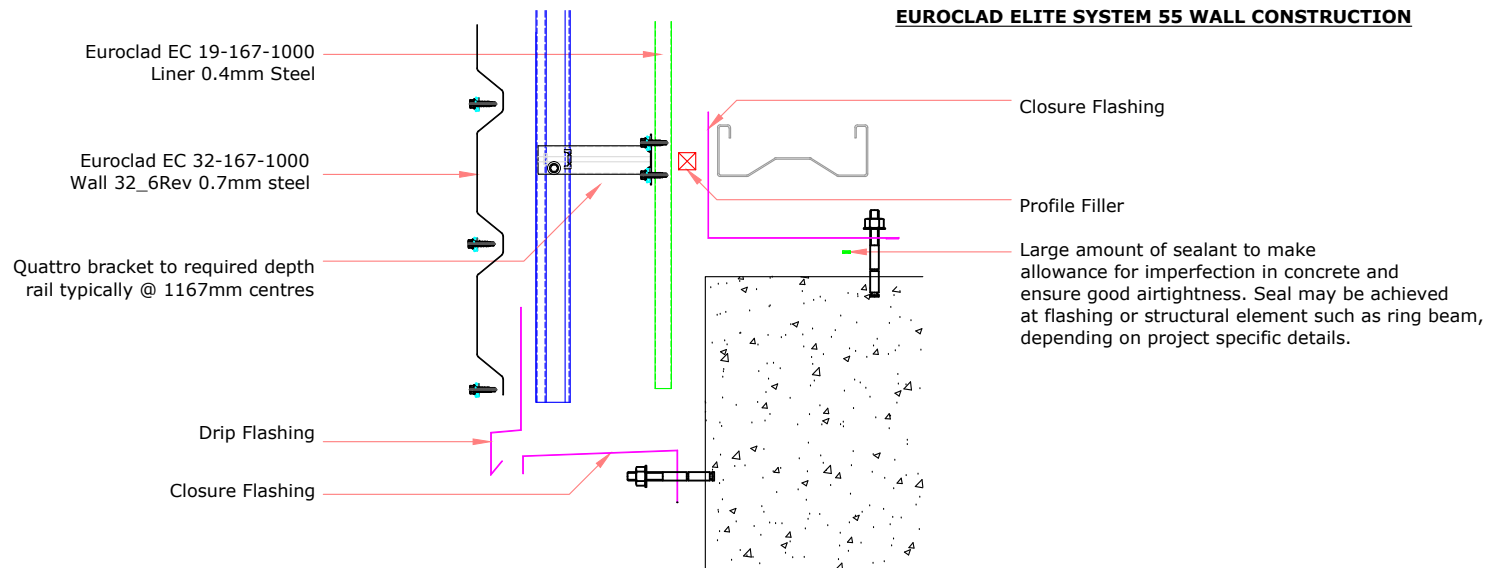 EUROCLAD ELITE SYSTEM 55 WALL CONSTRUCTION
Euroclad EC 19-167-1000
Liner 0.4mm Steel
Euroclad EC 32-167-1000
Wall 32_6Rev 0.7mm steel
Quattro bracket to required depth
rail typically @ 1167mm centres
Drip Flashing
Closure Flashing
Closure Flashing
Profile Filler
Large amount of sealant to make
allowance for imperfection in concrete and
ensure good airtightness. Seal may be achieved
at flashing or structural element such as ring beam,
depending on project specific details.